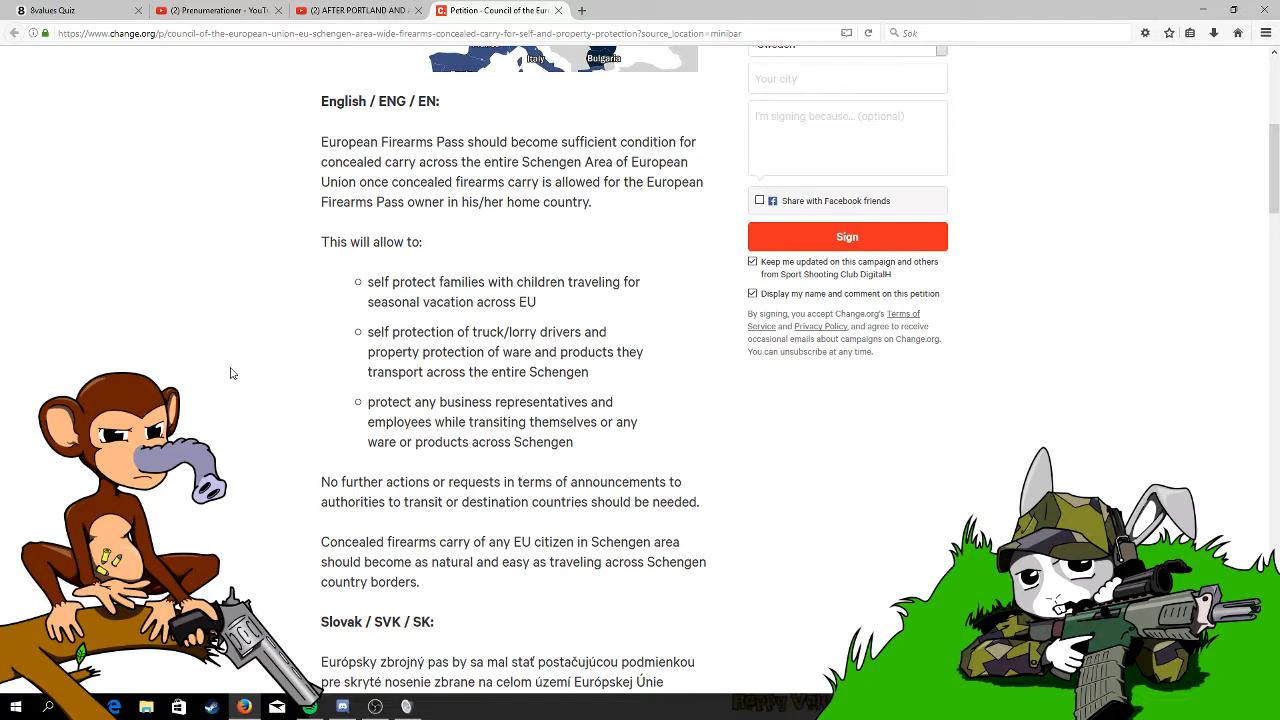 8values Quiz
(2) Prenumerationer - YouT
(2) AFTER PORTLAND AND
Petition · Council of the Eur
https://www.change.org/p/council-of-the-european-union-eu-schengen-area-wide-firearms-concealed-carry-for-self-and-property-protection?source_location=minibar
Sök
Italy
Bulgaria
English / ENG / EN:
European Firearms Pass should become sufficient condition for
concealed carry across the entire Schengen Area of European
Union once concealed firearms carry is allowed for the European
Firearms Pass owner in his/her home country.
This will allow to:
self protect families with children traveling for
seasonal vacation across EU
self protection of truck/lorry drivers and
property protection of ware and products they
transport across the entire Schengen
protect any business representatives and
employees while transiting themselves or any
ware or products across Schengen
No further actions or requests in terms of announcements to
authorities to transit or destination countries should be needed.
Concealed firearms carry of any EU citizen in Schengen area
should become as natural and easy as traveling across Schengen
country borders.
Slovak / SVK / SK:
Európsky zbrojný pas by sa mal stať postačujúcou podmienkou
pre skryté nosenie zbrane na celom území Európskej Únie
Sweden
Your city
I'm signing because... (optional)
Share with Facebook friends
Sign
Keep me updated on this campaign and others
from Sport Shooting Club DigitalH
Display my name and comment on this petition
By signing, you accept Change.org's Terms of
Service and Privacy Policy, and agree to receive
occasional emails about campaigns on Change.org.
You can unsubscribe at any time.